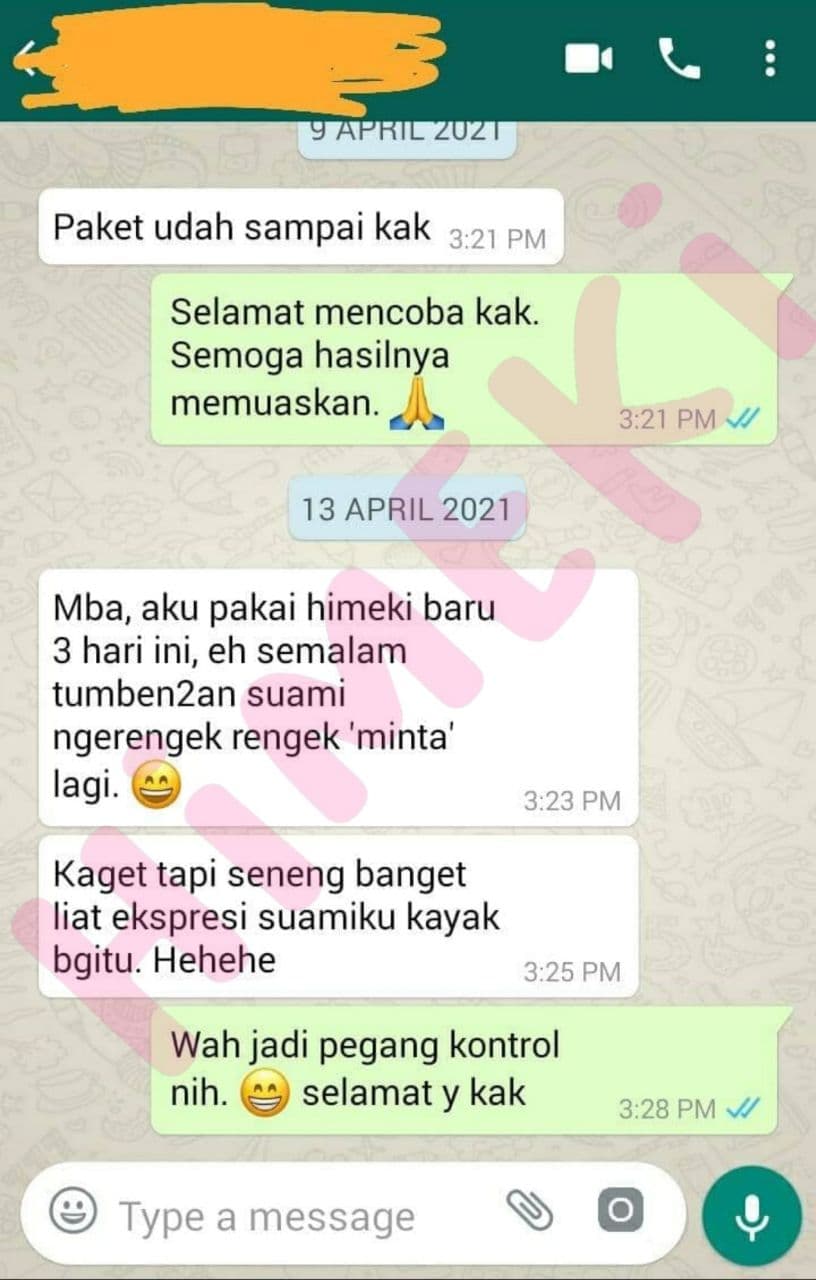 9 APRIL 2021
Paket udah sampai kak 3:21 PM
Selamat mencoba kak.
Semoga hasilnya
memuaskan. 🙏 3:21 PM
13 APRIL 2021
Mba, aku pakai himeki baru
3 hari ini, eh semalam
tumben2an suami
ngerengek rengek 'minta'
lagi. 😄 3:23 PM
Kaget tapi seneng banget
liat ekspresi suamiku kayak
bgitu. Hehehe 3:25 PM
Wah jadi pegang kontrol
nih. 😁 selamat y kak 3:28 PM
Type a message
HiMEKi